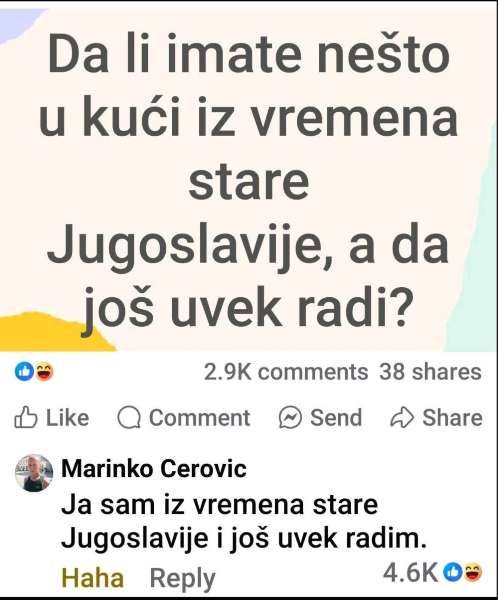 Da li imate nešto
u kući iz vremena
stare
Jugoslavije, a da
još uvek radi?
2.9K comments 38 shares
Like Comment Send Share
Marinko Cerovic
Ja sam iz vremena stare
Jugoslavije i još uvek radim.
Haha Reply 4.6K